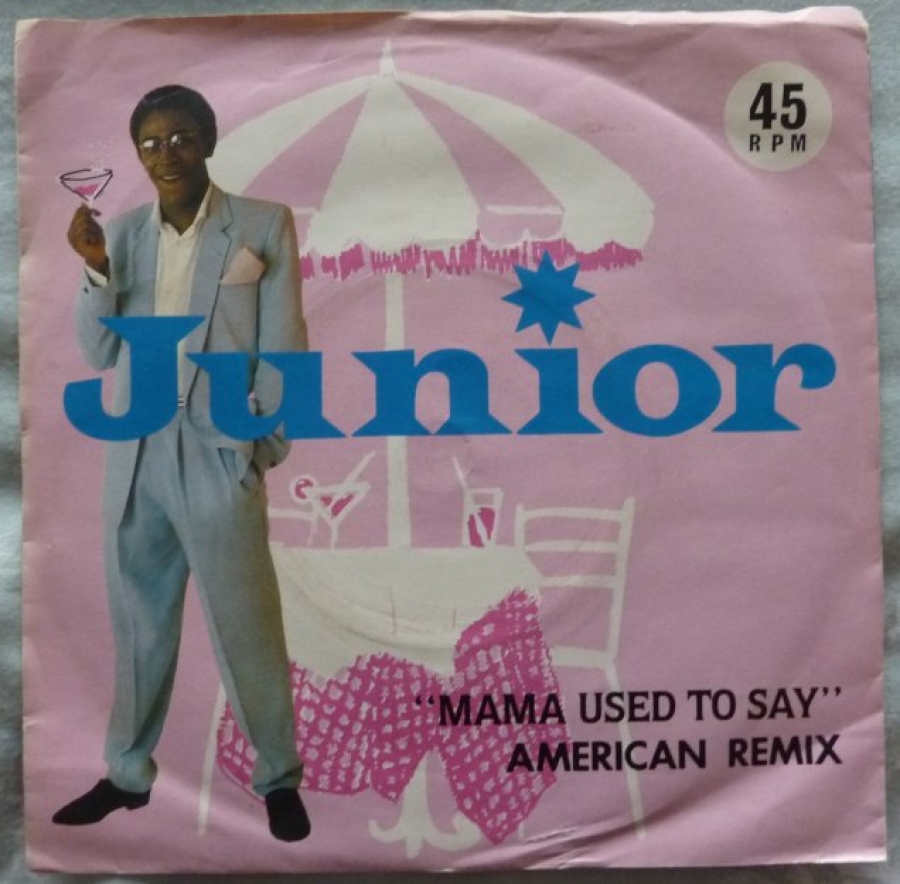 45
RPM
Junior
“MAMA USED TO SAY”
AMERICAN REMIX